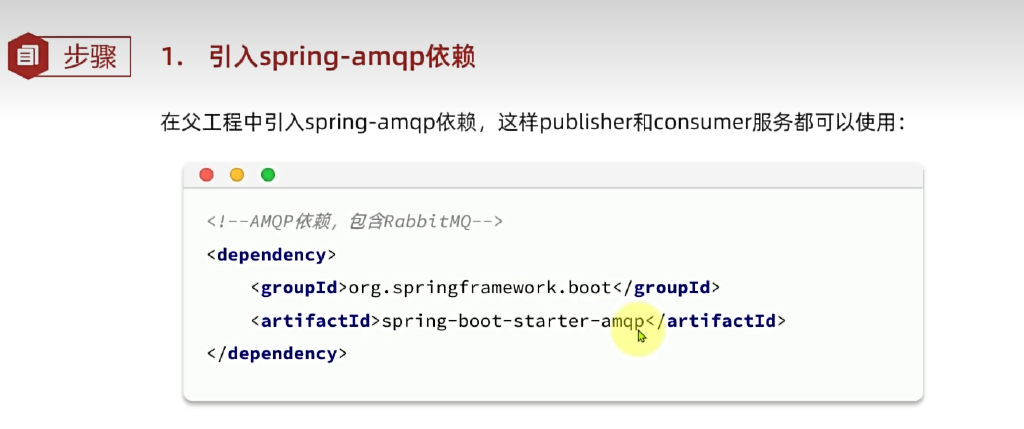 步骤
1. 引入spring-amqp依赖
在父工程中引入spring-amqp依赖，这样publisher和consumer服务都可以使用：
<!--AMQP依赖，包含RabbitMQ-->
<dependency>
    <groupId>org.springframework.boot</groupId>
    <artifactId>spring-boot-starter-amqp</artifactId>
</dependency>